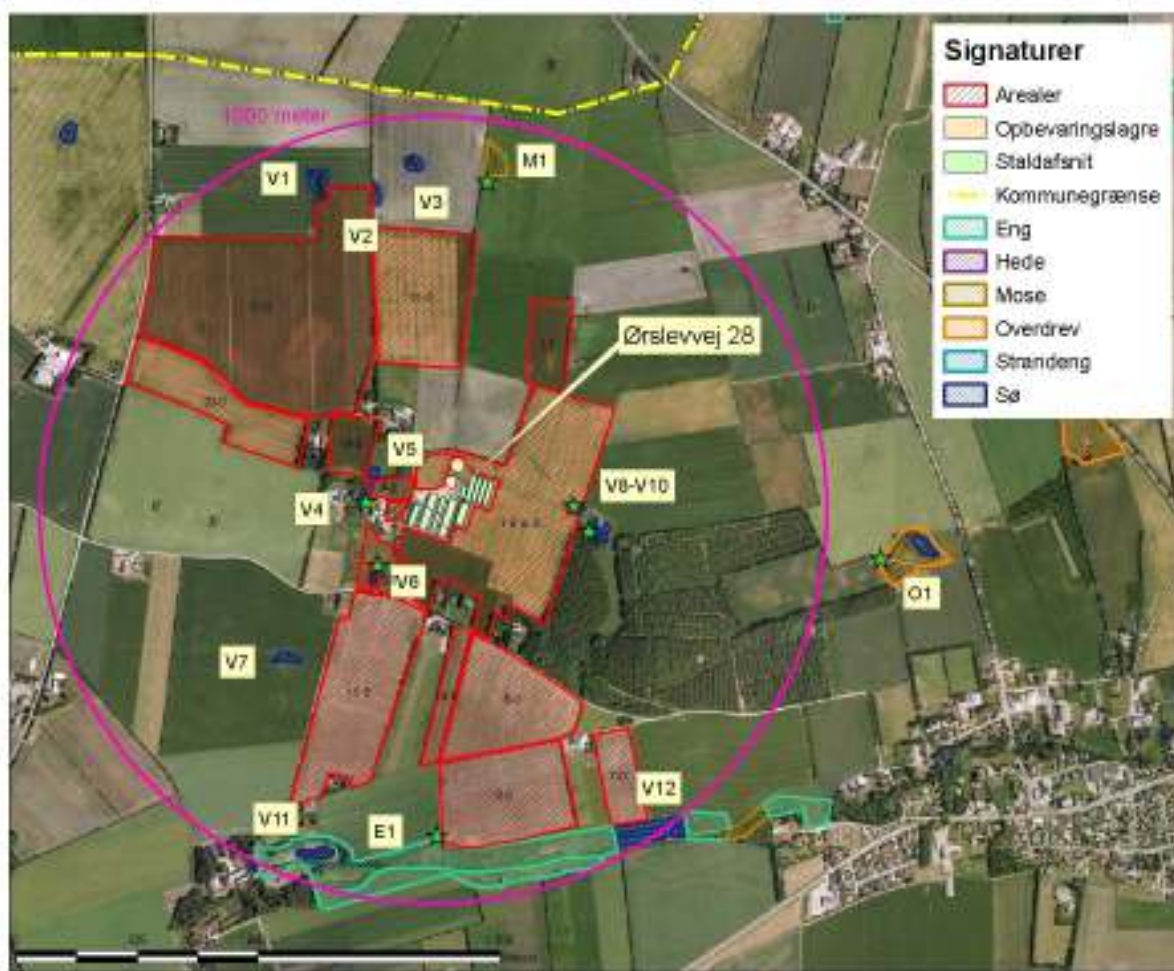 Signaturer
Arealer
Opbevaringslagre
Staldafsnit
Kommunegrænse
Eng
Hede
Mose
Overdrev
Strandeng
Sø
1000 meter
M1
V1
V3
V2
Ørslevvej 28
V5
V4
V8-V10
V6
O1
V7
V12
V11
E1